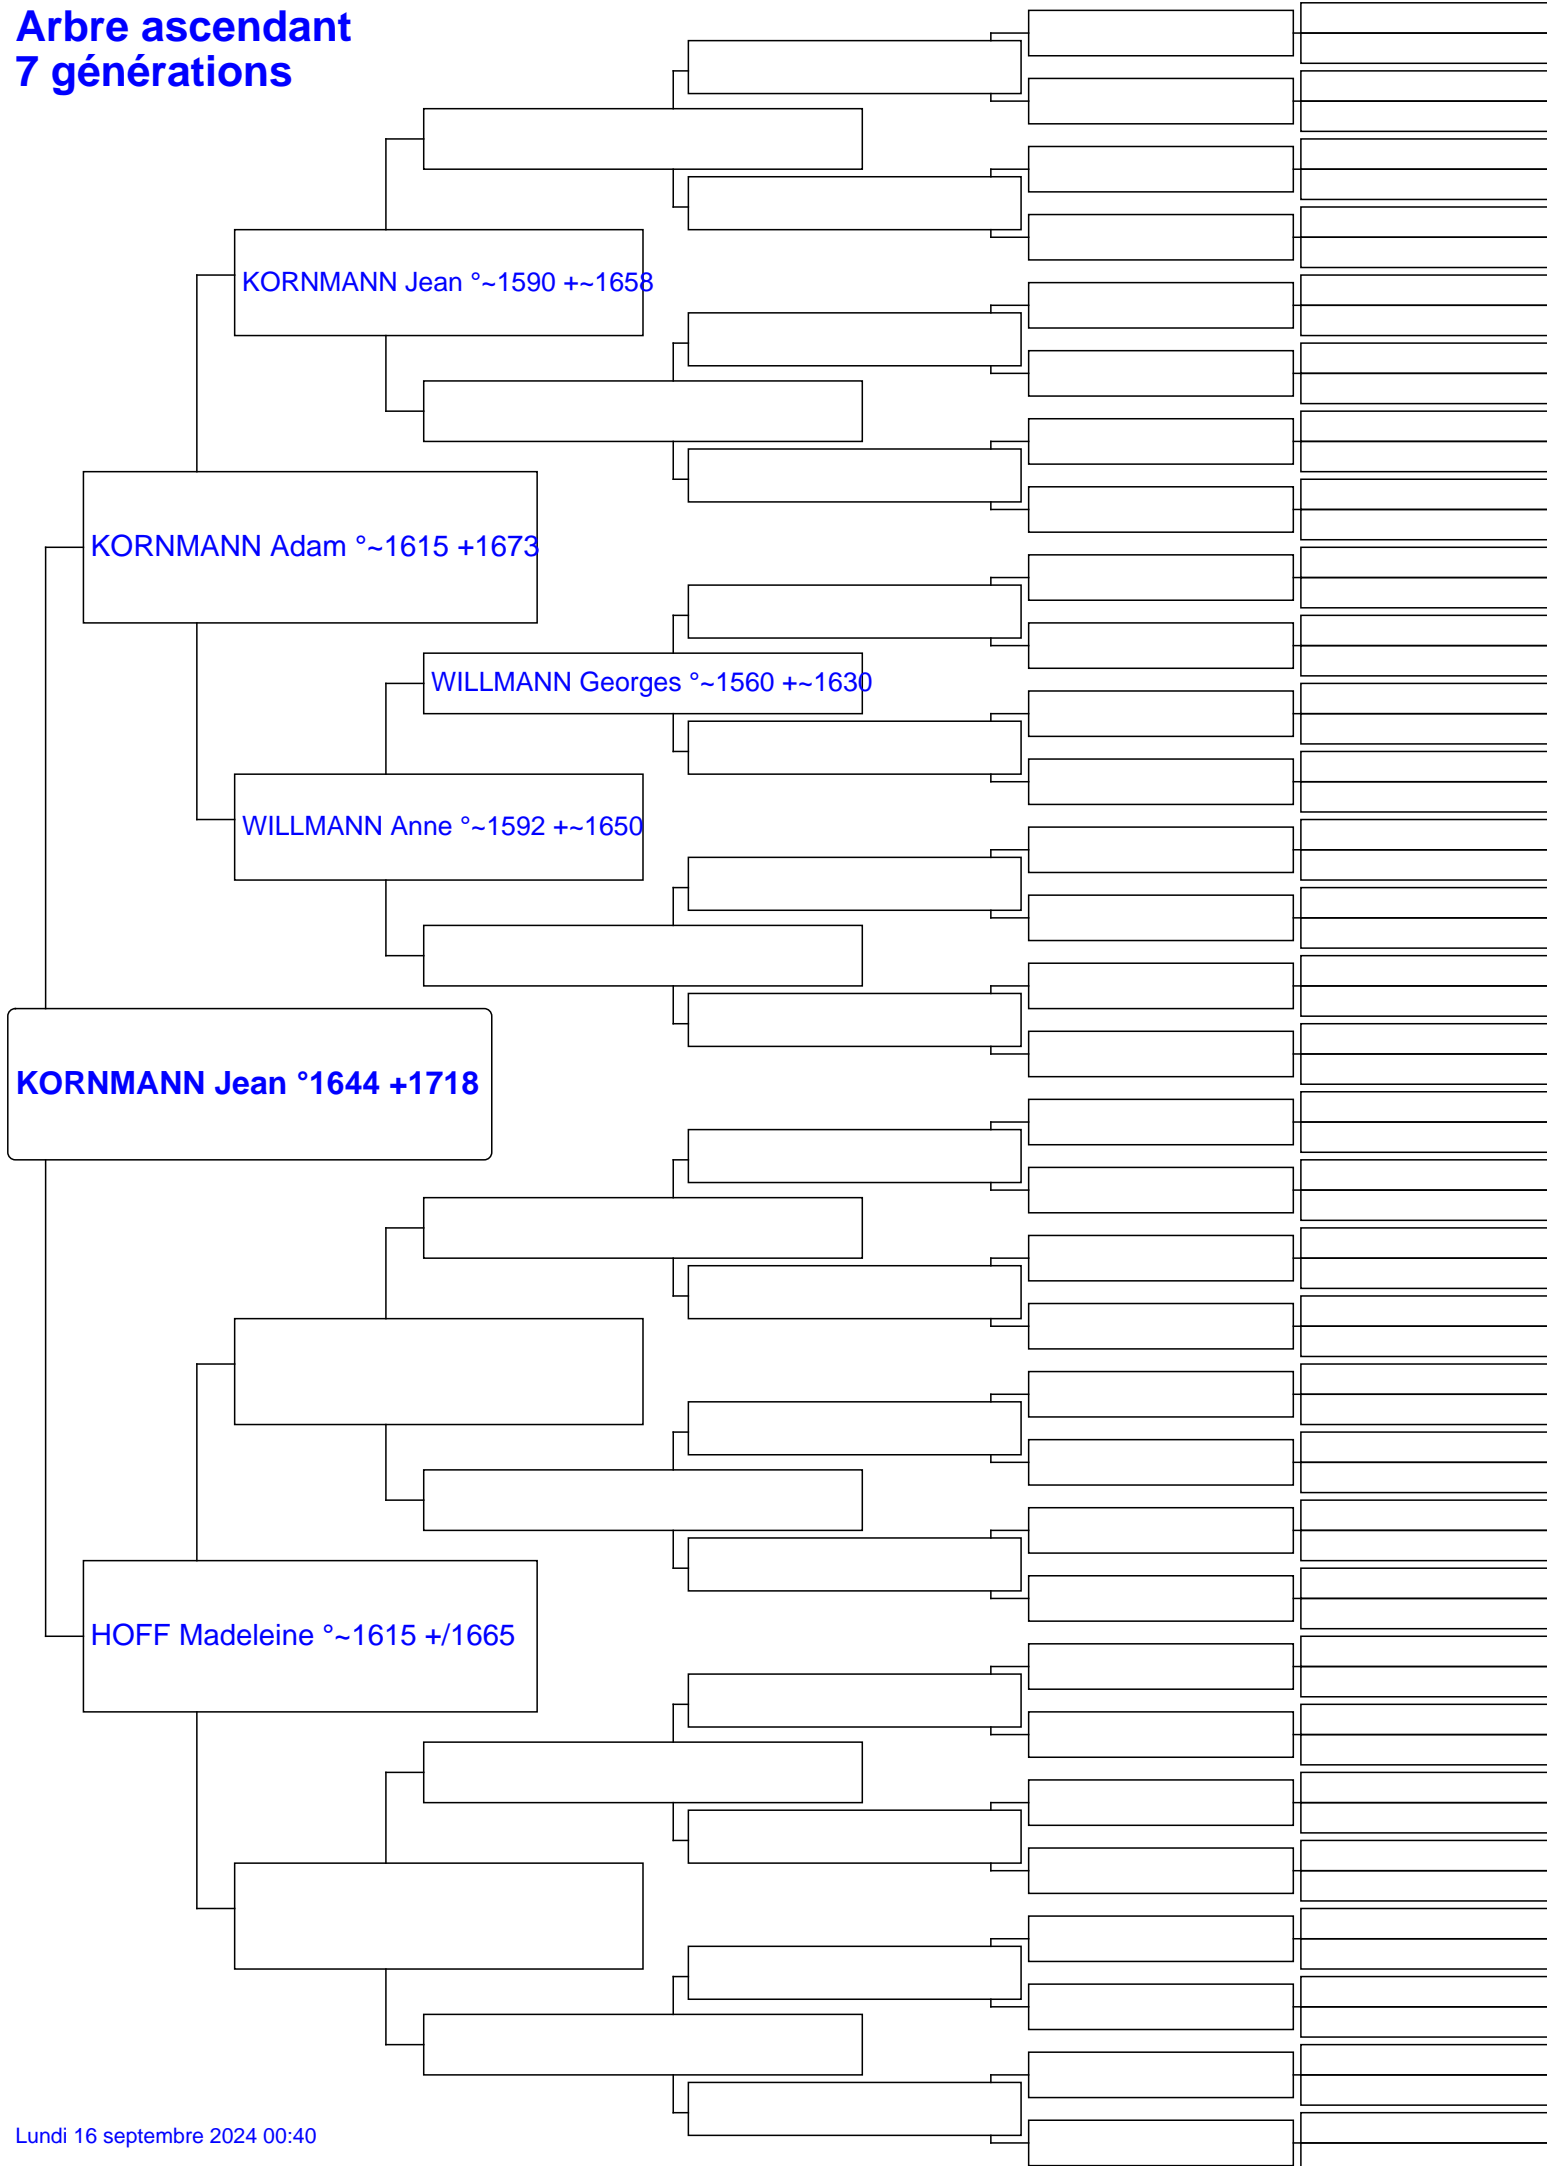 Arbre ascendant
7 générations
KORNMANN Jean °~1590 +~1658
KORNMANN Adam °~1615 +1673
WILLMANN Georges °~1560 +~1630
WILLMANN Anne °~1592 +~1650
KORNMANN Jean °1644 +1718
HOFF Madeleine °~1615 +/1665
Lundi 16 septembre 2024 00:40